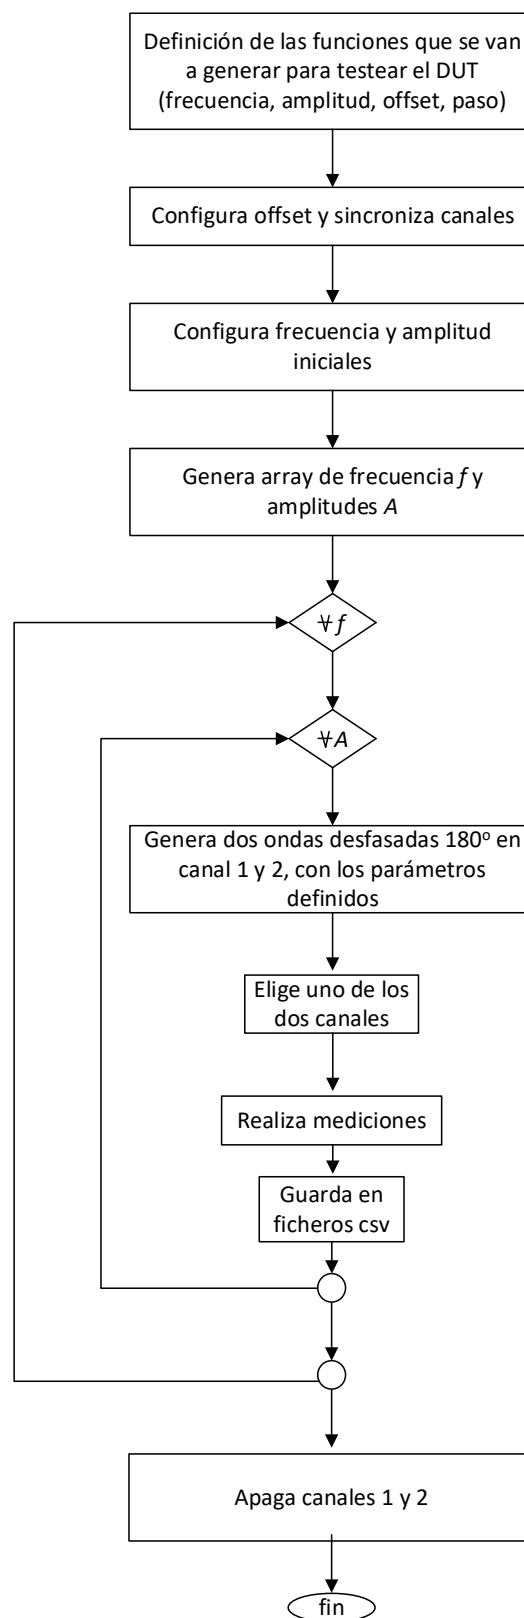 Definición de las funciones que se van
a generar para testear el DUT
(frecuencia, amplitud, offset, paso)
Configura offset y sincroniza canales
Configura frecuencia y amplitud
iniciales
Genera array de frecuencia f y
amplitudes A
∀f
∀A
Genera dos ondas desfasadas 180º en
canal 1 y 2, con los parámetros
definidos
Elige uno de los
dos canales
Realiza mediciones
Guarda en
ficheros csv
Apaga canales 1 y 2
fin